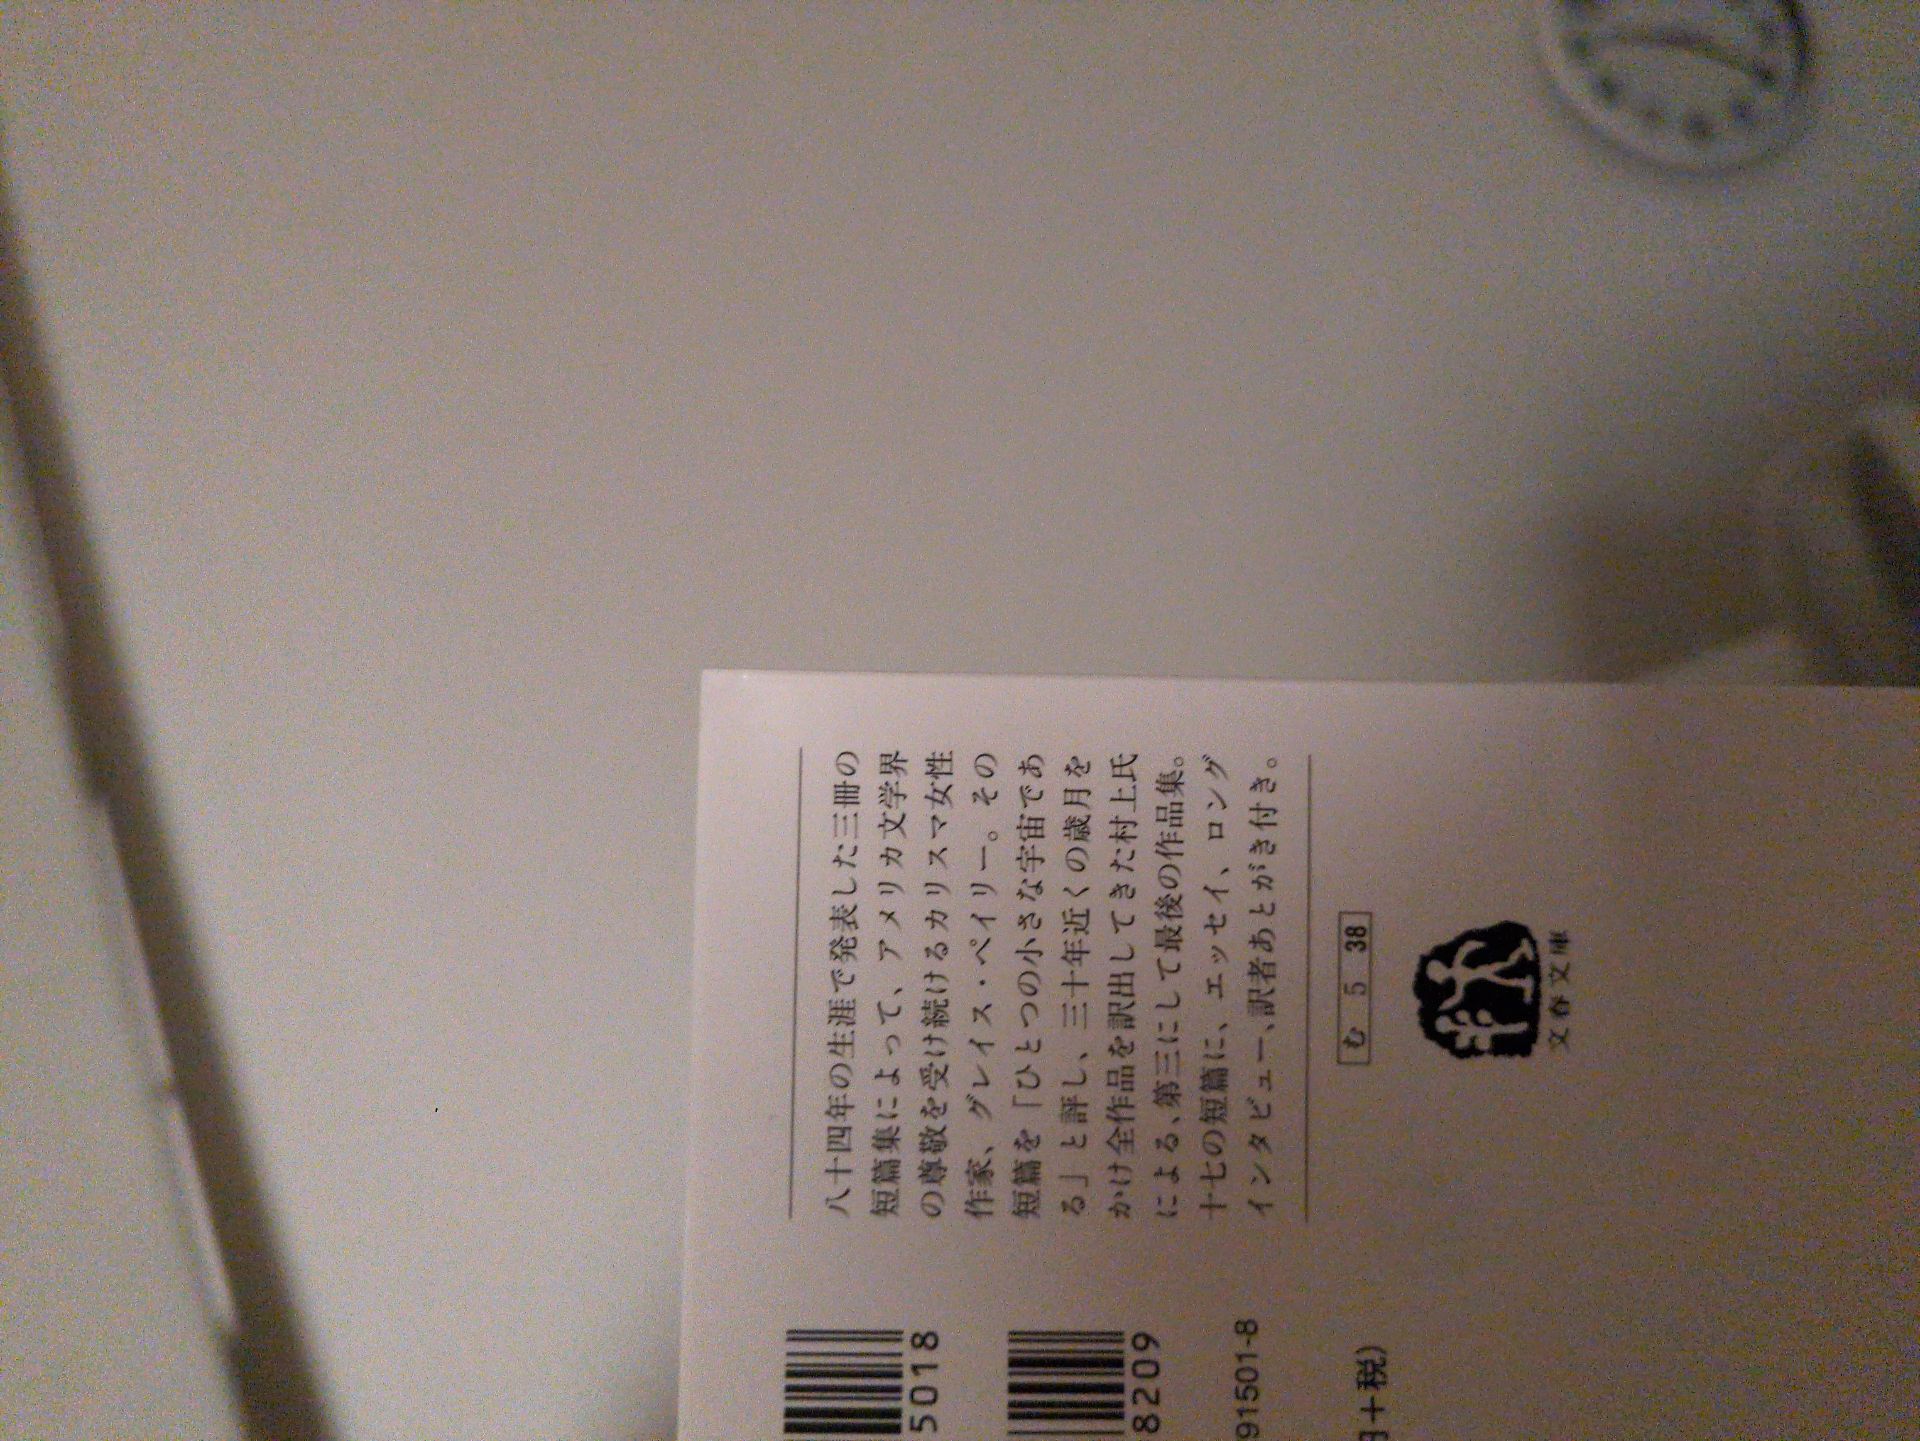 八十四年の生涯で発表した三冊の
短篇集によって、アメリカ文学界
の尊敬を受け続けるカリスマ女性
作家、グレイス・ペイリー。その
短篇を「ひとつの小さな宇宙であ
る」と評し、三十年近くの歳月を
かけ全作品を訳出してきた村上氏
による、第三にして最後の作品集。
十七の短篇に、エッセイ、ロング
インタビュー、訳者あとがき付き。
む 5 38
文春文庫
5018
8209
91501-8
円+税)